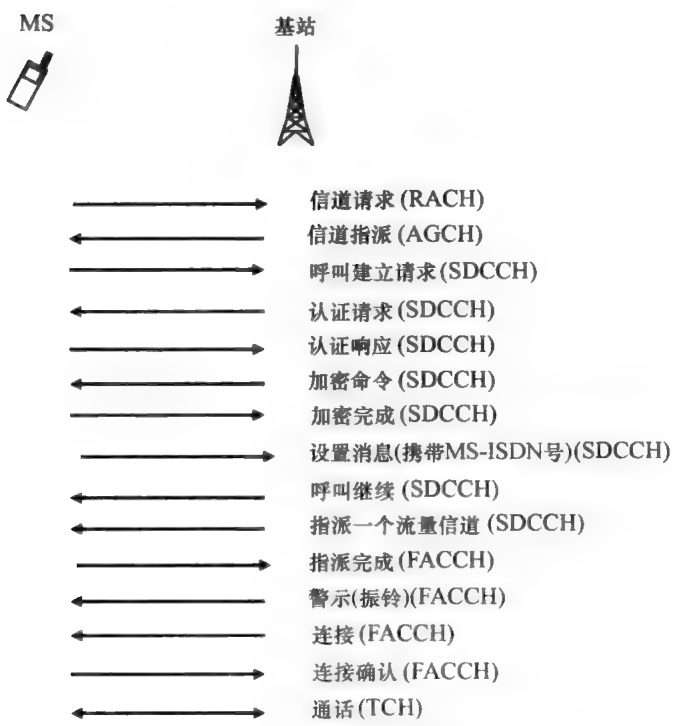 MS
基站
信道请求(RACH)
信道指派(AGCH)
呼叫建立请求(SDCCH)
认证请求(SDCCH)
认证响应(SDCCH)
加密命令(SDCCH)
加密完成(SDCCH)
设置消息(携带MS-ISDN号)(SDCCH)
呼叫继续(SDCCH)
指派一个流量信道(SDCCH)
指派完成(FACCH)
警示(振铃)(FACCH)
连接(FACCH)
连接确认(FACCH)
通话(TCH)